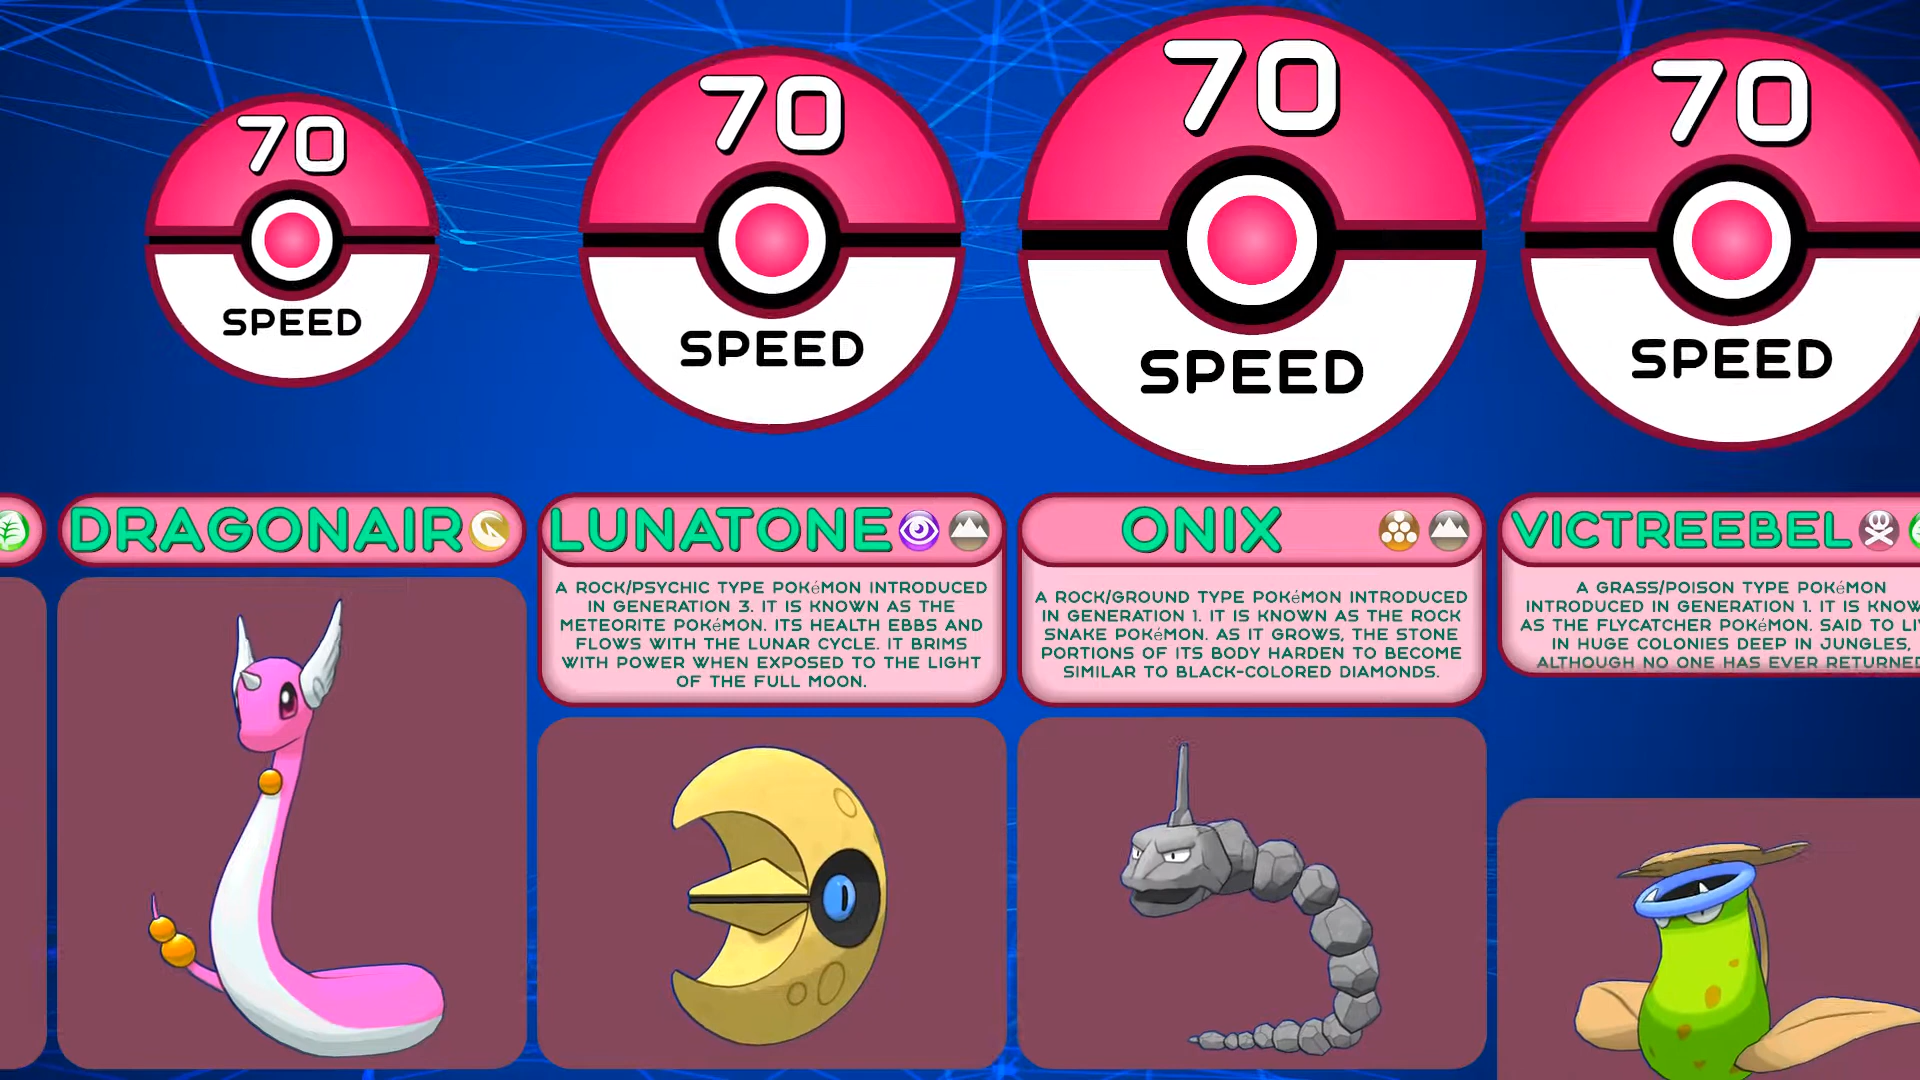 70
SPEED
70
SPEED
70
SPEED
70
SPEED
DRAGONAIR
LUNATONE
A ROCK/PSYCHIC TYPE POKéMON INTRODUCED
IN GENERATION 3. IT IS KNOWN AS THE
METEORITE POKéMON. ITS HEALTH EBBS AND
FLOWS WITH THE LUNAR CYCLE. IT BRIMS
WITH POWER WHEN EXPOSED TO THE LIGHT
OF THE FULL MOON.
ONIX
A ROCK/GROUND TYPE POKéMON INTRODUCED
IN GENERATION 1. IT IS KNOWN AS THE ROCK
SNAKE POKéMON. AS IT GROWS, THE STONE
PORTIONS OF ITS BODY HARDEN TO BECOME
SIMILAR TO BLACK-COLORED DIAMONDS.
VICTREEBEL
A GRASS/POISON TYPE POKéMON
INTRODUCED IN GENERATION 1. IT IS KNOW
AS THE FLYCATCHER POKéMON. SAID TO LI
IN HUGE COLONIES DEEP IN JUNGLES,
ALTHOUGH NO ONE HAS EVER RETURNED